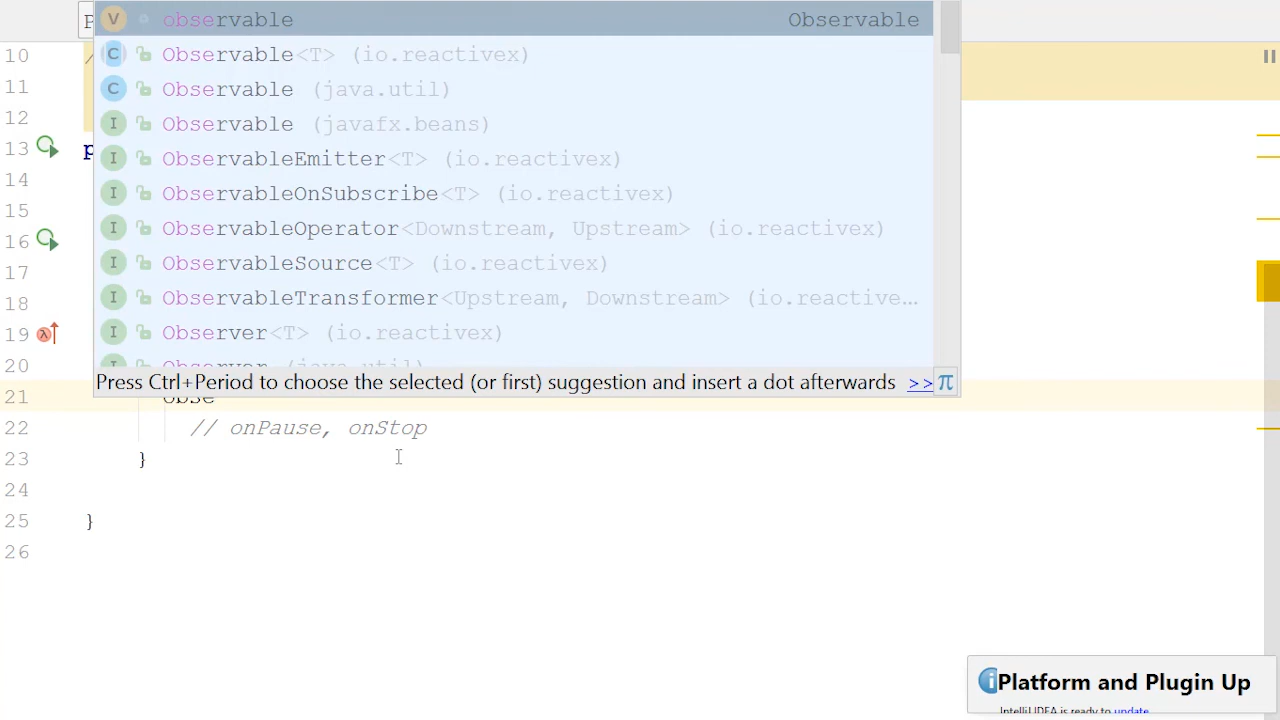 P
V observable Observable
10 /
C Observable<T> (io.reactivex)
11
C Observable (java.util)
12
I Observable (javafx.beans)
13 p
I ObservableEmitter<T> (io.reactivex)
14
I ObservableOnSubscribe<T> (io.reactivex)
15
I ObservableOperator<Downstream, Upstream> (io.reactivex)
16
I ObservableSource<T> (io.reactivex)
17
I ObservableTransformer<Upstream, Downstream> (io.reactive…
18
I Observer<T> (io.reactivex)
19
Observer (java.util)
20
Press Ctrl+Period to choose the selected (or first) suggestion and insert a dot afterwards >> π
21 obse
22 // onPause, onStop
23 }
24
25 }
26
Platform and Plugin Up
IntelliJ IDEA is ready to update.